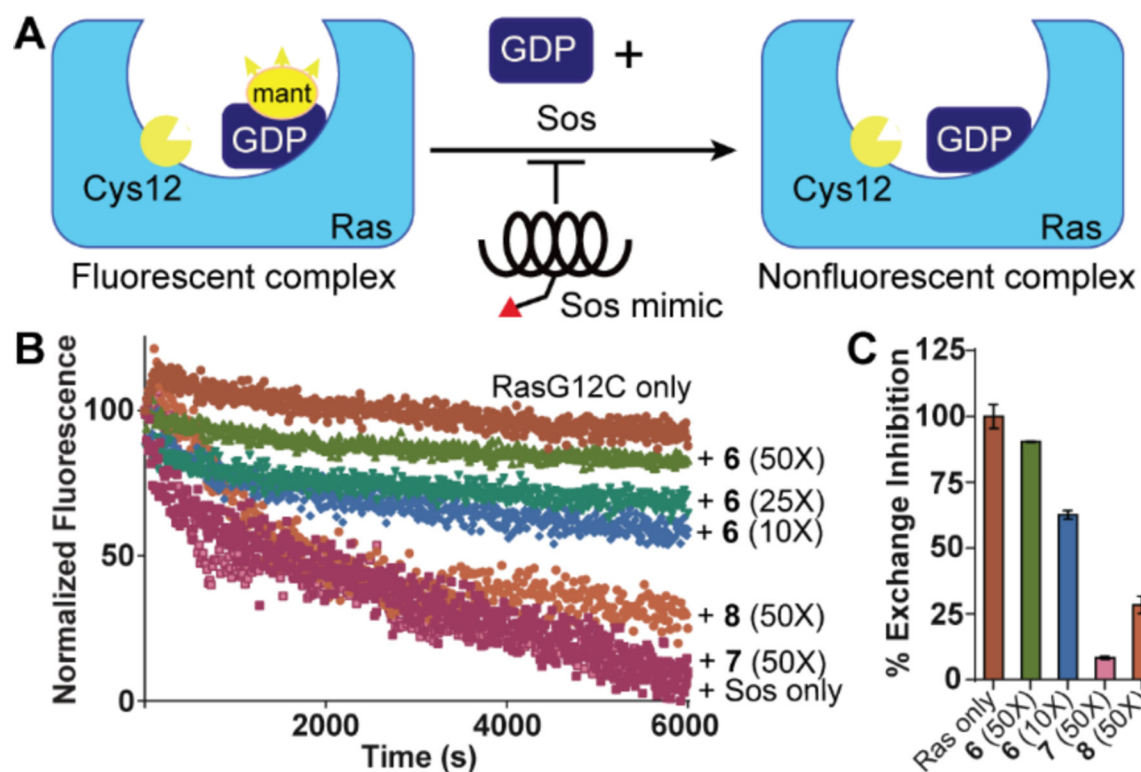 A
GDP +
mant
GDP
Cys12
Ras
Fluorescent complex
Sos
Sos mimic
GDP
Cys12
Ras
Nonfluorescent complex
B
Normalized Fluorescence
100
50
0
2000
4000
6000
Time (s)
RasG12C only
+ 6 (50X)
+ 6 (25X)
+ 6 (10X)
+ 8 (50X)
+ 7 (50X)
+ Sos only
C
% Exchange Inhibition
125
100
75
50
25
0
Ras only
6 (50X)
6 (10X)
7 (50X)
8 (50X)